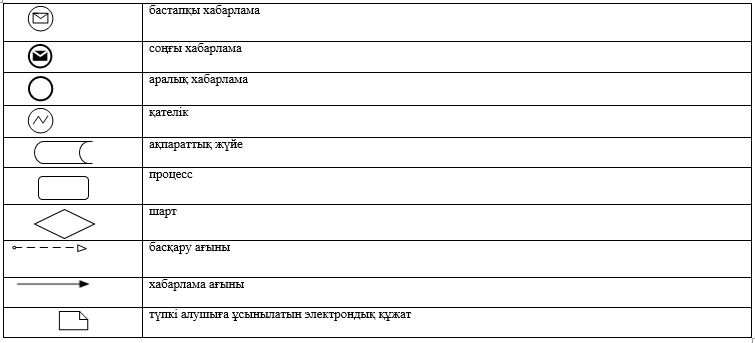 бастапқы хабарлама
соңғы хабарлама
аралық хабарлама
қателік
ақпараттық жүйе
процесс
шарт
басқару ағыны
хабарлама ағыны
түпкі алушыға ұсынылатын электрондық құжат